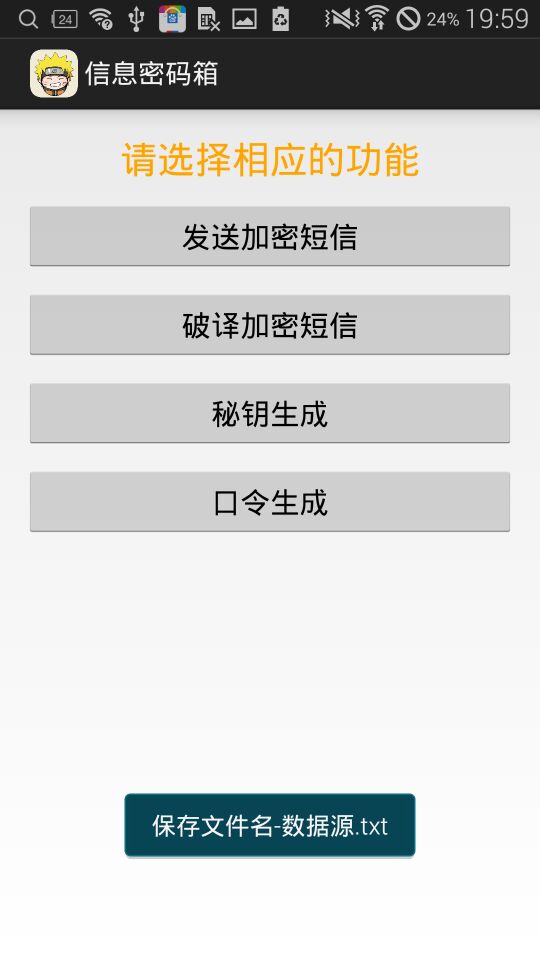 24 24% 19:59
信息密码箱
请选择相应的功能
发送加密短信
破译加密短信
秘钥生成
口令生成
保存文件名-数据源.txt